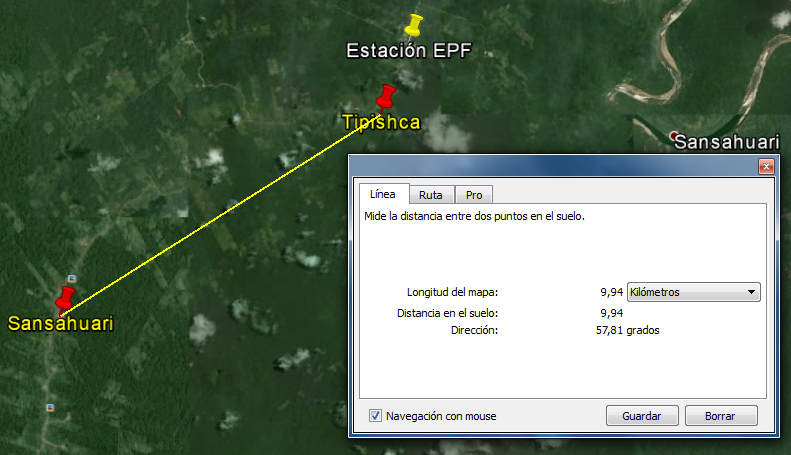 Estación EPF
Tipishca
Sansahuari
Sansahuari
Línea
Ruta
Pro
Mide la distancia entre dos puntos en el suelo.
Longitud del mapa: 9,94 Kilómetros
Distancia en el suelo: 9,94
Dirección: 57,81 grados
Navegación con mouse
Guardar
Borrar